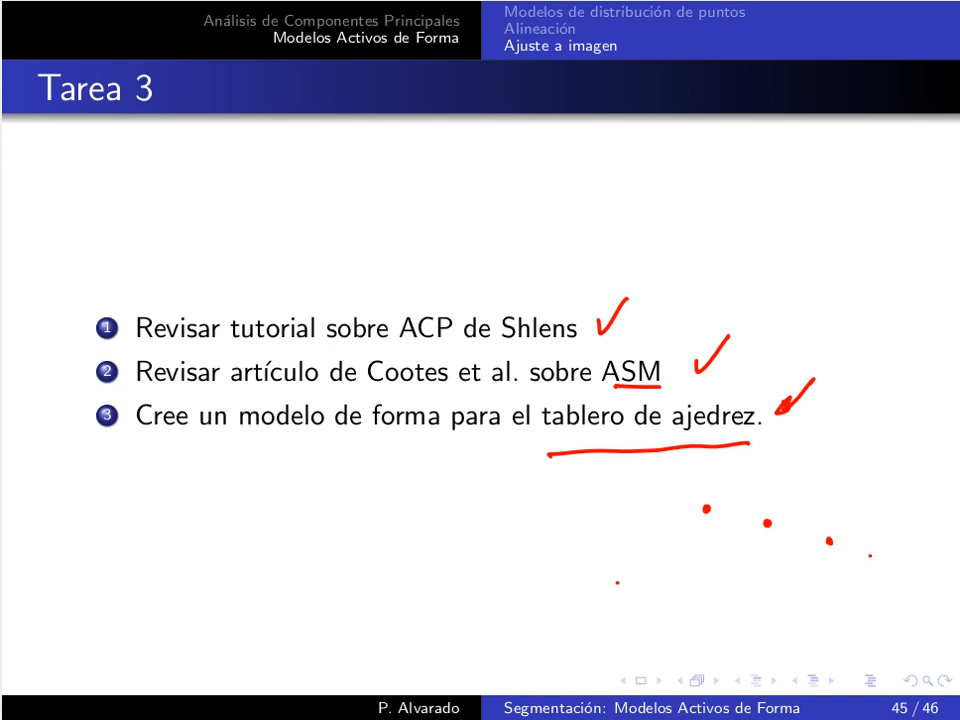 Análisis de Componentes Principales
Modelos Activos de Forma
Modelos de distribución de puntos
Alineación
Ajuste a imagen
Tarea 3
1 Revisar tutorial sobre ACP de Shlens
2 Revisar artículo de Cootes et al. sobre ASM
3 Cree un modelo de forma para el tablero de ajedrez.
P. Alvarado
Segmentación: Modelos Activos de Forma
45 / 46